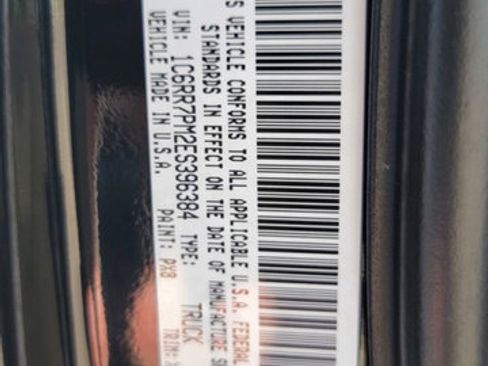 S VEHICLE CONFORMS TO ALL APPLICABLE U.S.A. FEDERAL
STANDARDS IN EFFECT ON THE DATE OF MANUFACTURE
VIN: 1C6RR7PM2ES396384 TYPE: TRUCK
VEHICLE MADE IN U.S.A. PAINT: PX8 TRIM: